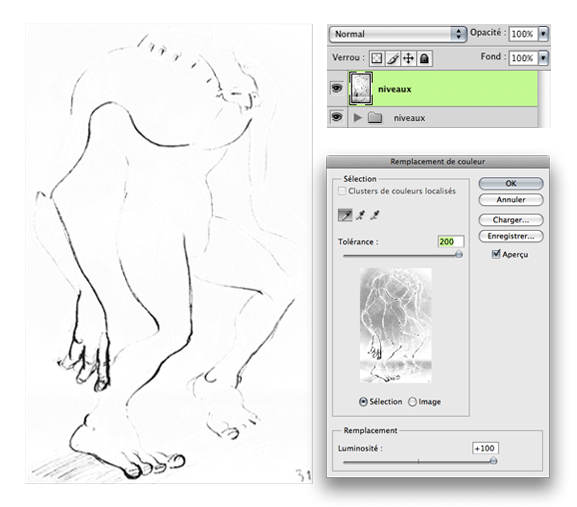 Normal Opacité : 100%
Verrou : Fond : 100%
niveaux
niveaux
Remplacement de couleur
Sélection
Clusters de couleurs localisés
Tolérance : 200
Sélection Image
OK
Annuler
Charger...
Enregistrer...
Aperçu
Remplacement
Luminosité : +100
31